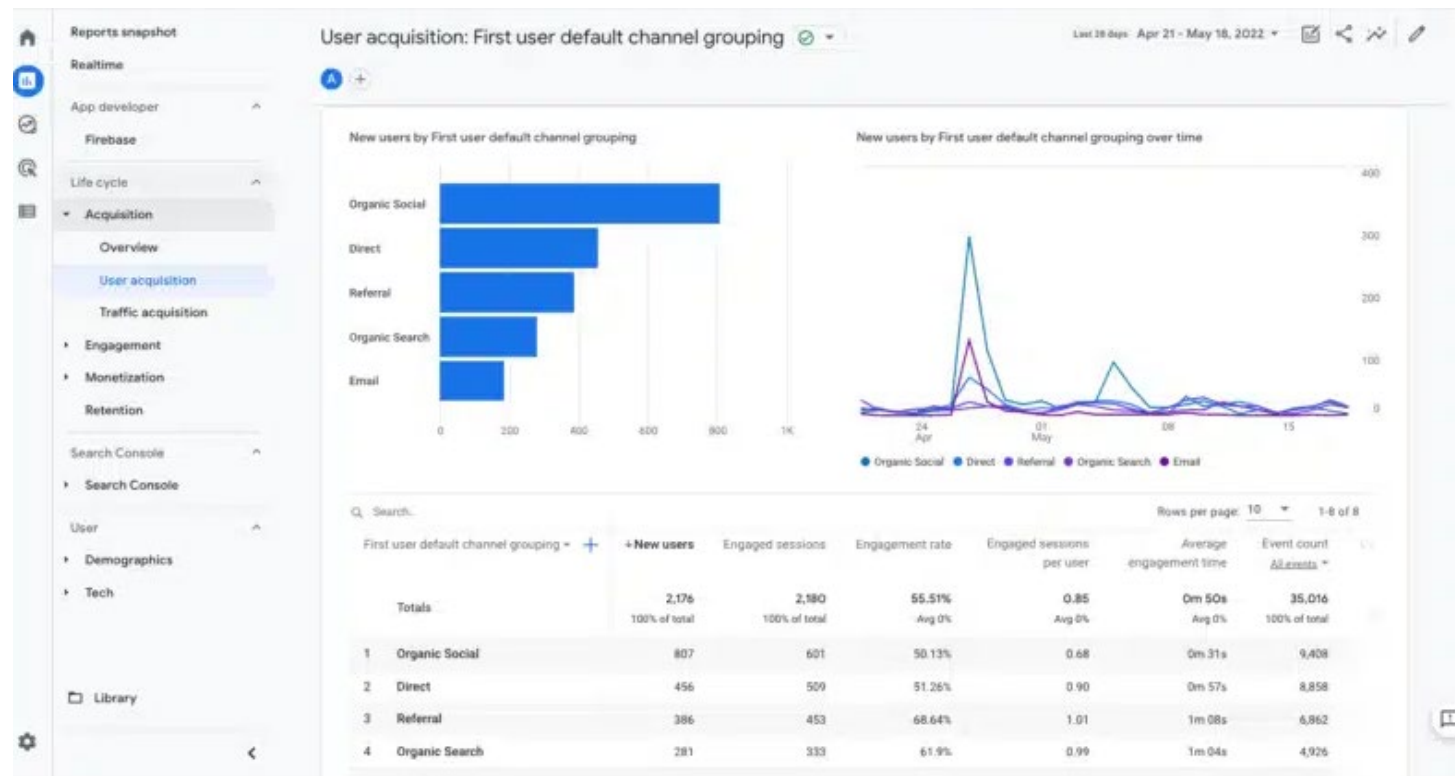 Reports snapshot
Realtime
App developer
Firebase
Life cycle
Acquisition
Overview
User acquisition
Traffic acquisition
Engagement
Monetization
Retention
Search Console
Search Console
User
Demographics
Tech
Library
User acquisition: First user default channel grouping
Last 28 days Apr 21 - May 18, 2022
A
New users by First user default channel grouping
Organic Social
Direct
Referral
Organic Search
Email
0 200 400 600 800 1K
New users by First user default channel grouping over time
400
300
200
100
0
24 01 08 15
Apr May
Organic Social Direct Referral Organic Search Email
Search.
Rows per page: 10 1-8 of 8
First user default channel grouping + ↓New users Engaged sessions Engagement rate Engaged sessions per user Average engagement time Event count
All events
Totals 2,176 2,180 55.51% 0.85 0m 50s 35,016
100% of total 100% of total Avg 0% Avg 0% Avg 0% 100% of total
1 Organic Social 807 601 50.13% 0.68 0m 31s 9,408
2 Direct 456 509 51.26% 0.90 0m 57s 8,858
3 Referral 386 453 68.64% 1.01 1m 08s 6,862
4 Organic Search 281 333 61.9% 0.99 1m 04s 4,926